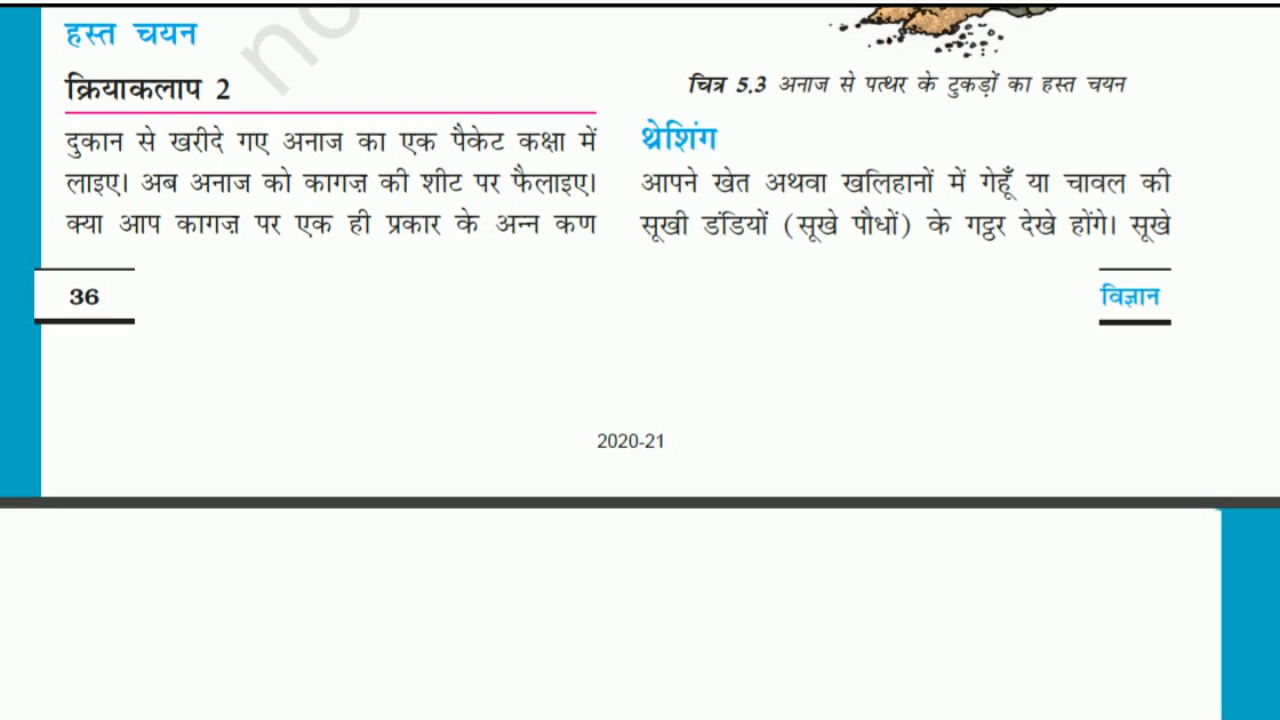 हस्त चयन
क्रियाकलाप 2
दुकान से खरीदे गए अनाज का एक पैकेट कक्षा में
लाइए। अब अनाज को कागज़ की शीट पर फैलाइए।
क्या आप कागज़ पर एक ही प्रकार के अन्न कण
चित्र 5.3 अनाज से पत्थर के टुकड़ों का हस्त चयन
थ्रेशिंग
आपने खेत अथवा खलिहानों में गेहूँ या चावल की
सूखी डंडियों (सूखे पौधों) के गट्ठर देखे होंगे। सूखे
36
विज्ञान
2020-21